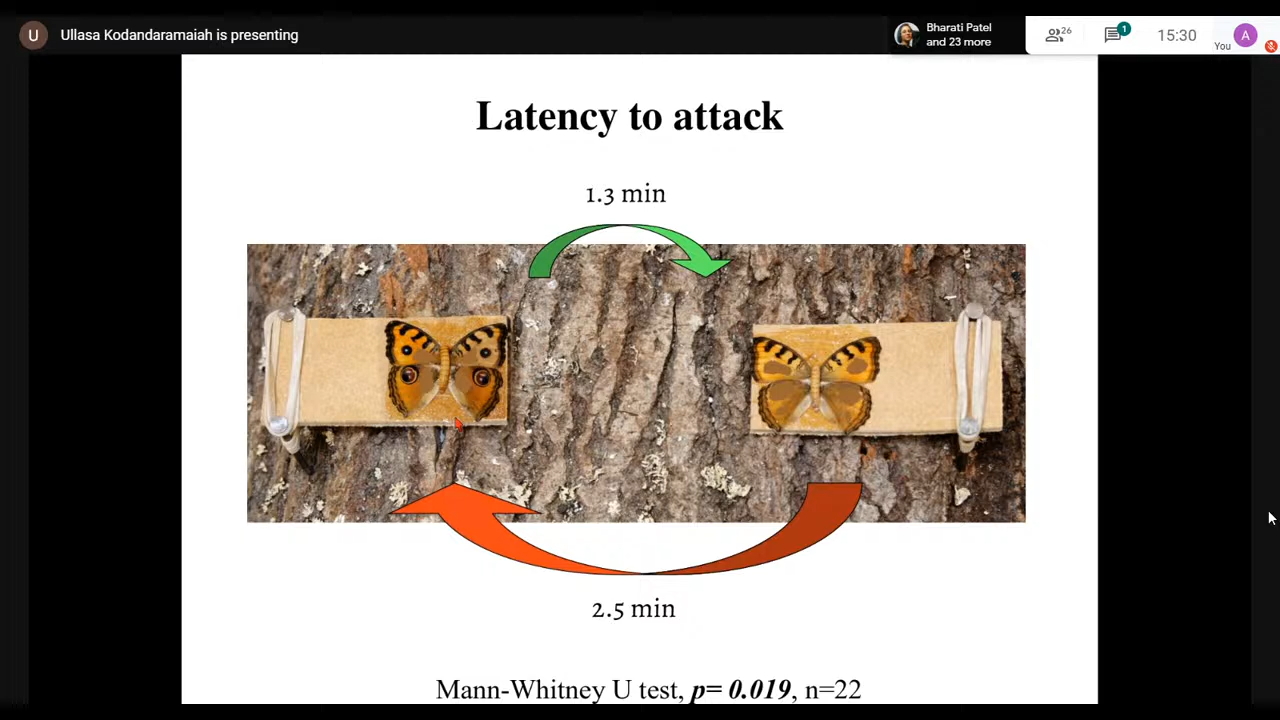 U Ullasa Kodandaramaiah is presenting
Bharati Patel
and 23 more
26
1
15:30
You
A
Latency to attack
1.3 min
2.5 min
Mann-Whitney U test, p= 0.019, n=22